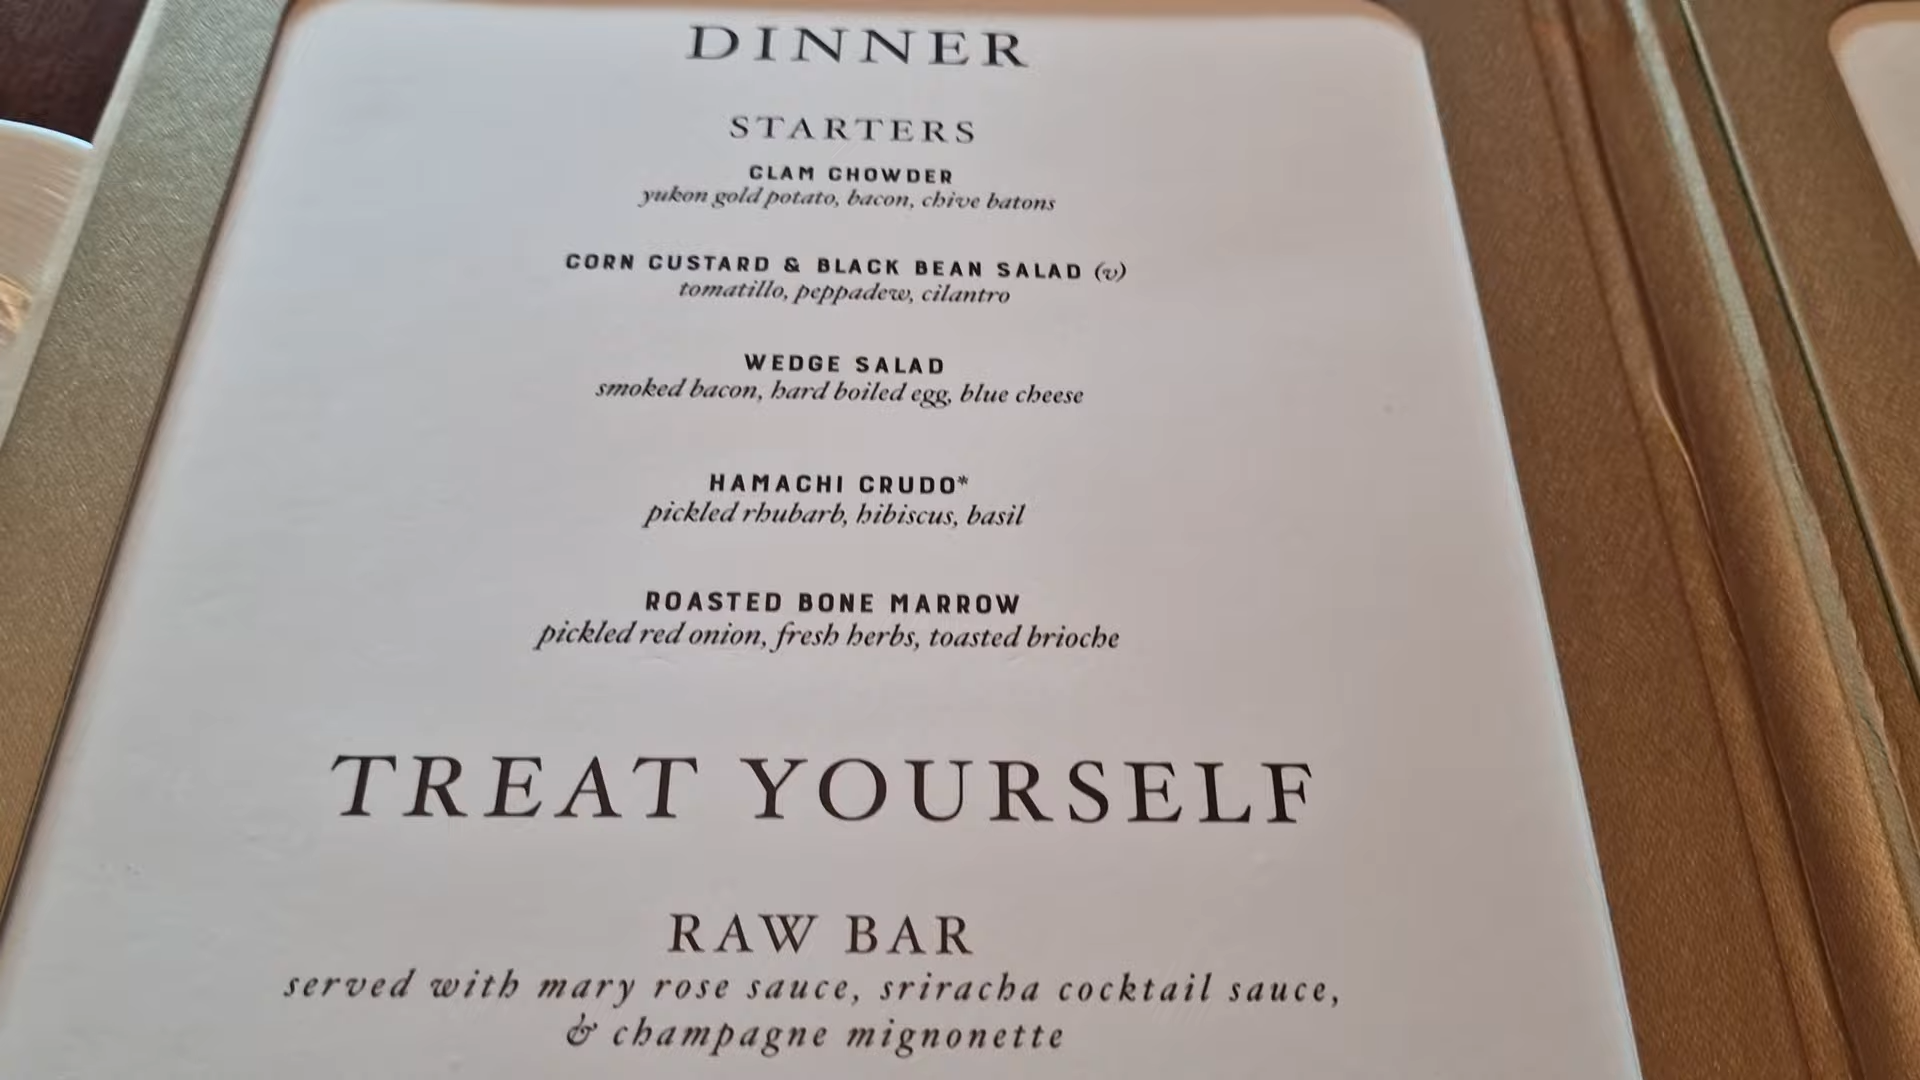 DINNER
STARTERS
CLAM CHOWDER
yukon gold potato, bacon, chive batons
CORN CUSTARD & BLACK BEAN SALAD (v)
tomatillo, peppadew, cilantro
WEDGE SALAD
smoked bacon, hard boiled egg, blue cheese
HAMACHI CRUDO*
pickled rhubarb, hibiscus, basil
ROASTED BONE MARROW
pickled red onion, fresh herbs, toasted brioche
TREAT YOURSELF
RAW BAR
served with mary rose sauce, sriracha cocktail sauce,
& champagne mignonette